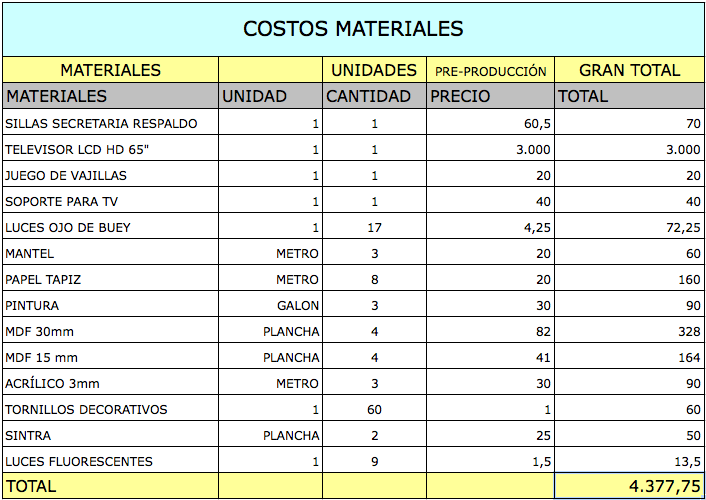 COSTOS MATERIALES
MATERIALES UNIDADES PRE-PRODUCCIÓN GRAN TOTAL
MATERIALES UNIDAD CANTIDAD PRECIO TOTAL
SILLAS SECRETARIA RESPALDO 1 1 60,5 70
TELEVISOR LCD HD 65" 1 1 3.000 3.000
JUEGO DE VAJILLAS 1 1 20 20
SOPORTE PARA TV 1 1 40 40
LUCES OJO DE BUEY 1 17 4,25 72,25
MANTEL METRO 3 20 60
PAPEL TAPIZ METRO 8 20 160
PINTURA GALON 3 30 90
MDF 30mm PLANCHA 4 82 328
MDF 15 mm PLANCHA 4 41 164
ACRÍLICO 3mm METRO 3 30 90
TORNILLOS DECORATIVOS 1 60 1 60
SINTRA PLANCHA 2 25 50
LUCES FLUORESCENTES 1 9 1,5 13,5
TOTAL 4.377,75